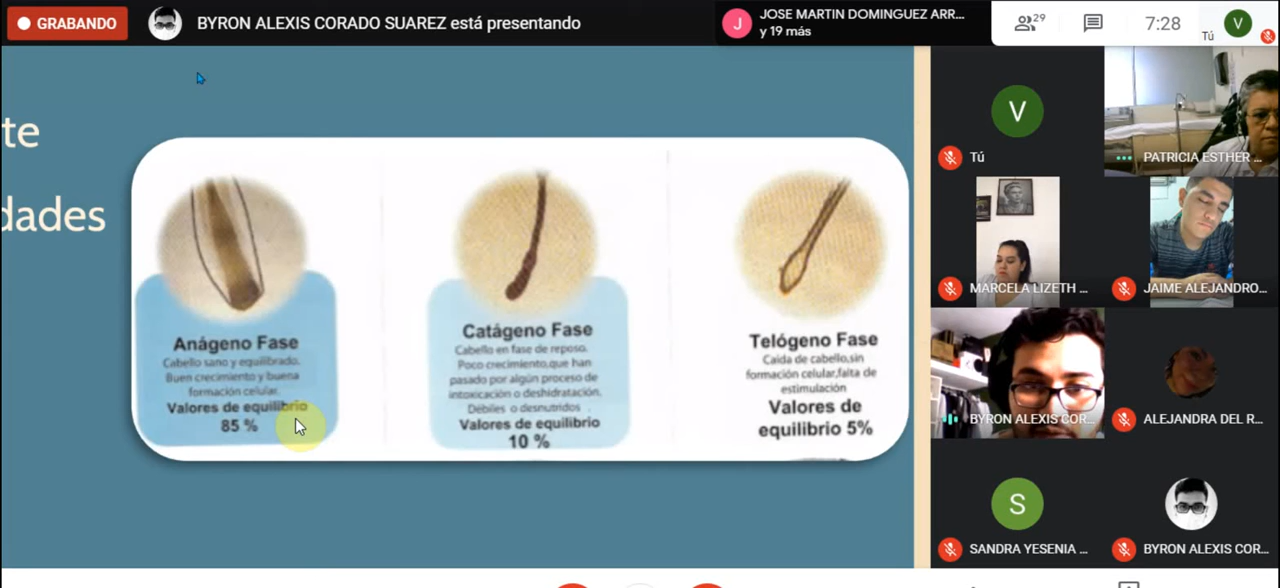 GRABANDO
BYRON ALEXIS CORADO SUAREZ está presentando
J
JOSE MARTIN DOMINGUEZ ARR...
y 19 más
29
7:28
Tú
V
te
dades
Anágeno Fase
Cabello sano y equilibrado.
Buen crecimiento y buena
formación celular.
Valores de equilibrio
85 %
Catágeno Fase
Cabello en fase de reposo.
Poco crecimiento,que han
pasado por algún proceso de
intoxicación o deshidratación.
Débiles o desnutridos
Valores de equilibrio
10 %
Telógeno Fase
Caída de cabello,sin
formación celular,falta de
estimulación
Valores de
equilibrio 5%
V
Tú
PATRICIA ESTHER ...
MARCELA LIZETH ...
JAIME ALEJANDRO...
BYRON ALEXIS COR...
ALEJANDRA DEL R...
S
SANDRA YESENIA ...
BYRON ALEXIS COR...